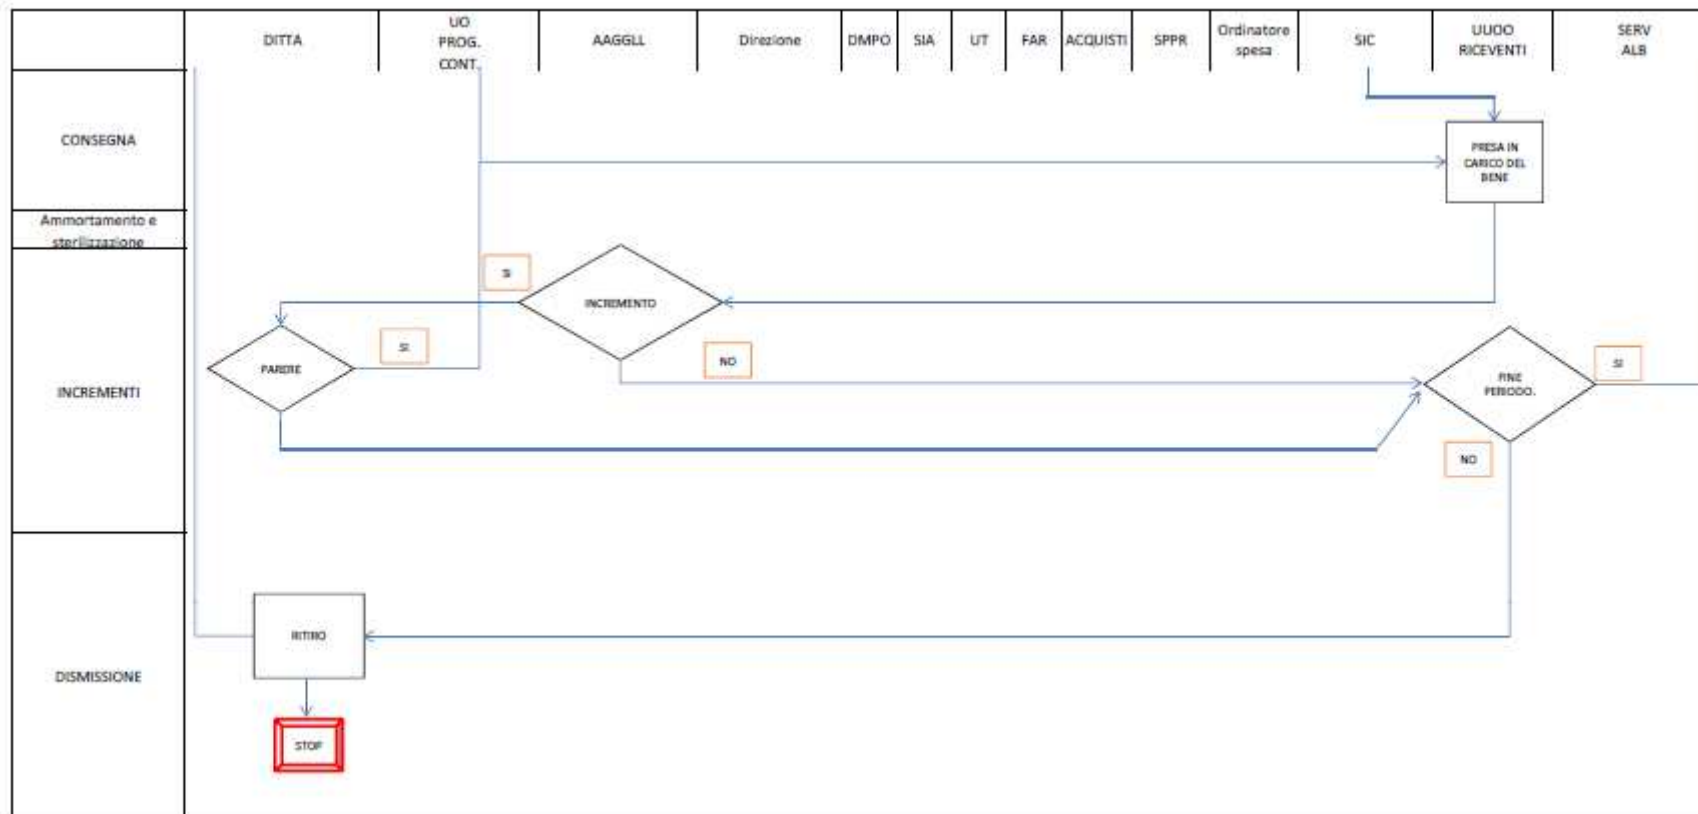 DITTA
UO
PROG.
CONT.
AAGGLL
Direzione
DMPO
SIA
UT
FAR
ACQUISTI
SPPR
Ordinatore
spesa
SIC
UUOO
RICEVENTI
SERV
ALB
CONSEGNA
PRESA IN
CARICO DEL
BENE
Ammortamento e
sterilizzazione
INCREMENTI
SI
INCREMENTO
PARERE
SI
NO
FINE
PERIODO.
SI
NO
DISMISSIONE
RITIRO
STOP